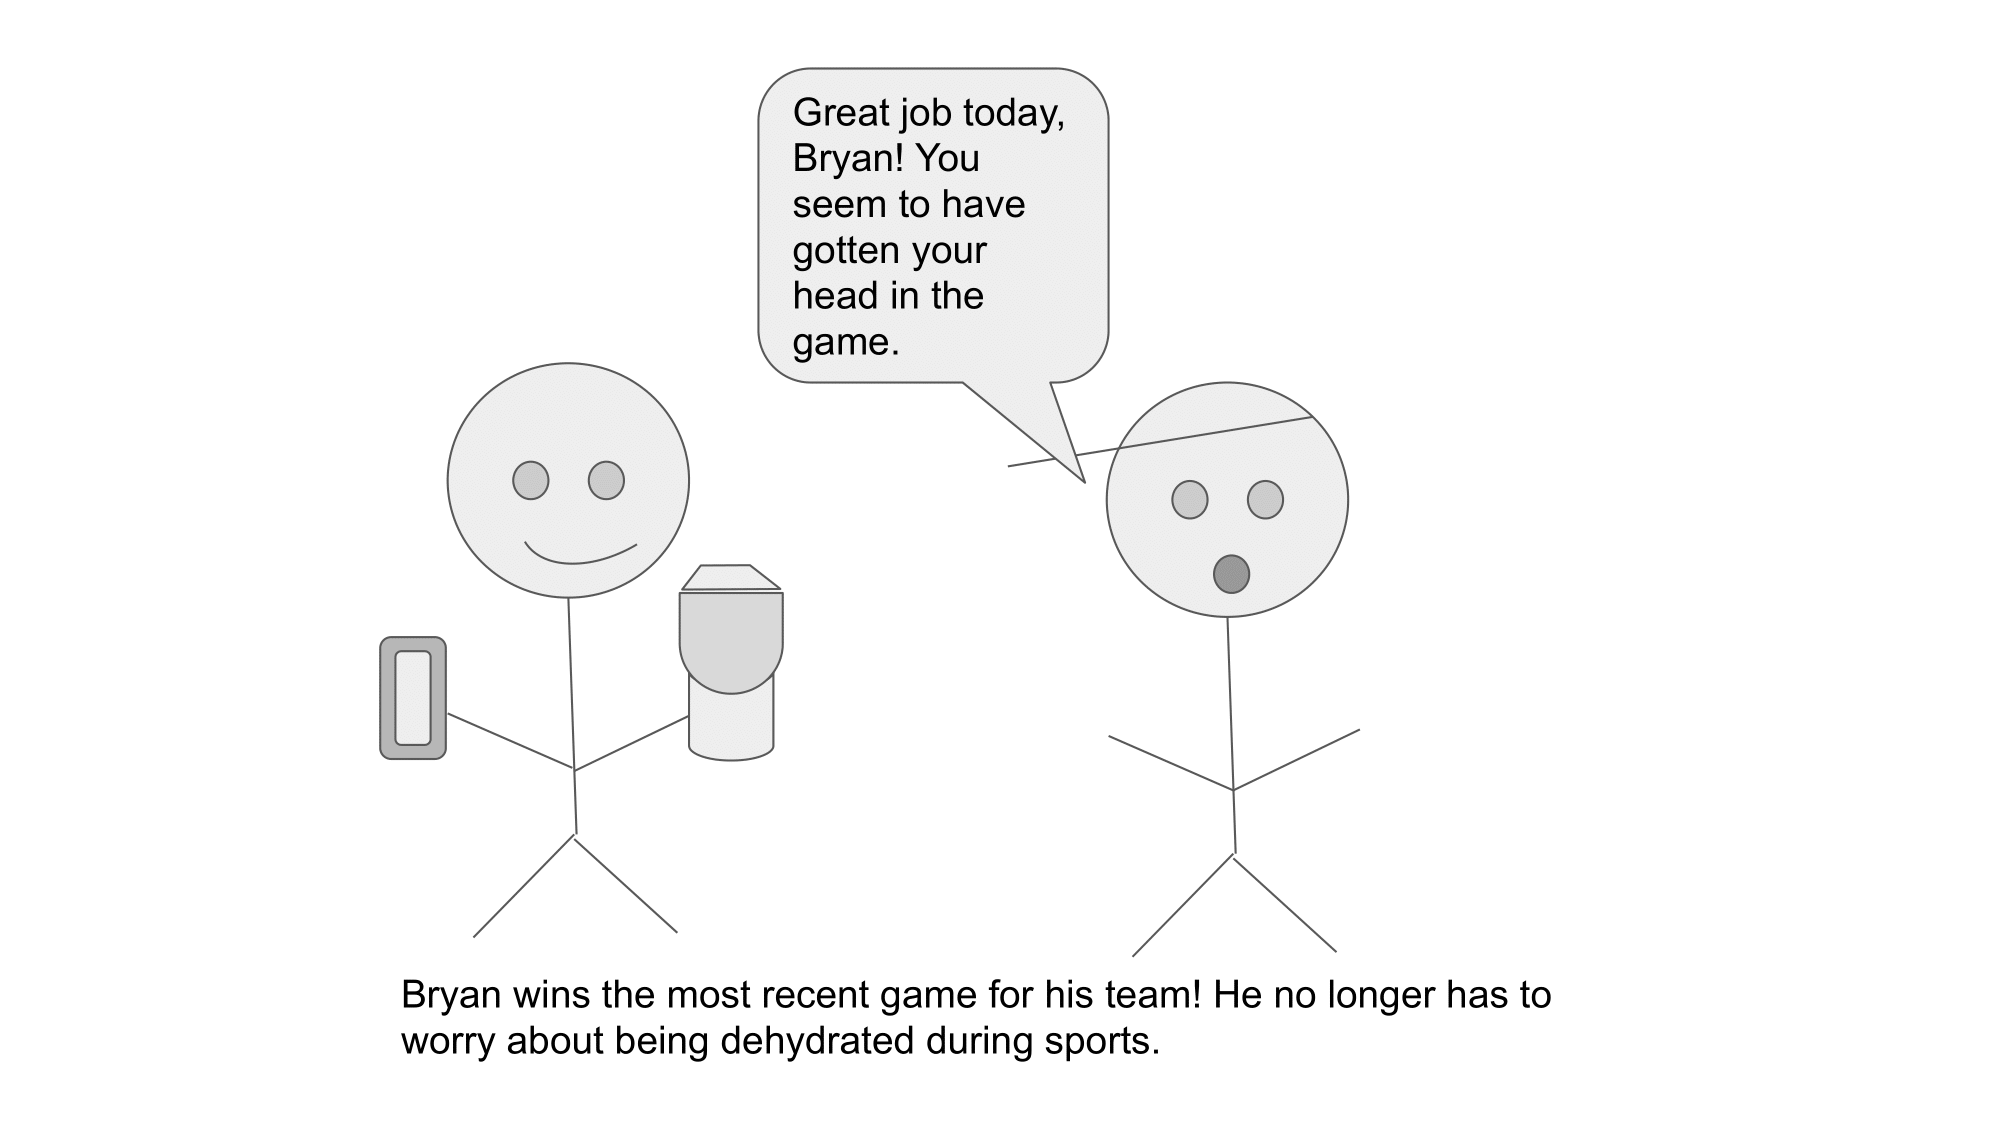 Great job today,
Bryan! You
seem to have
gotten your
head in the
game.
Bryan wins the most recent game for his team! He no longer has to
worry about being dehydrated during sports.